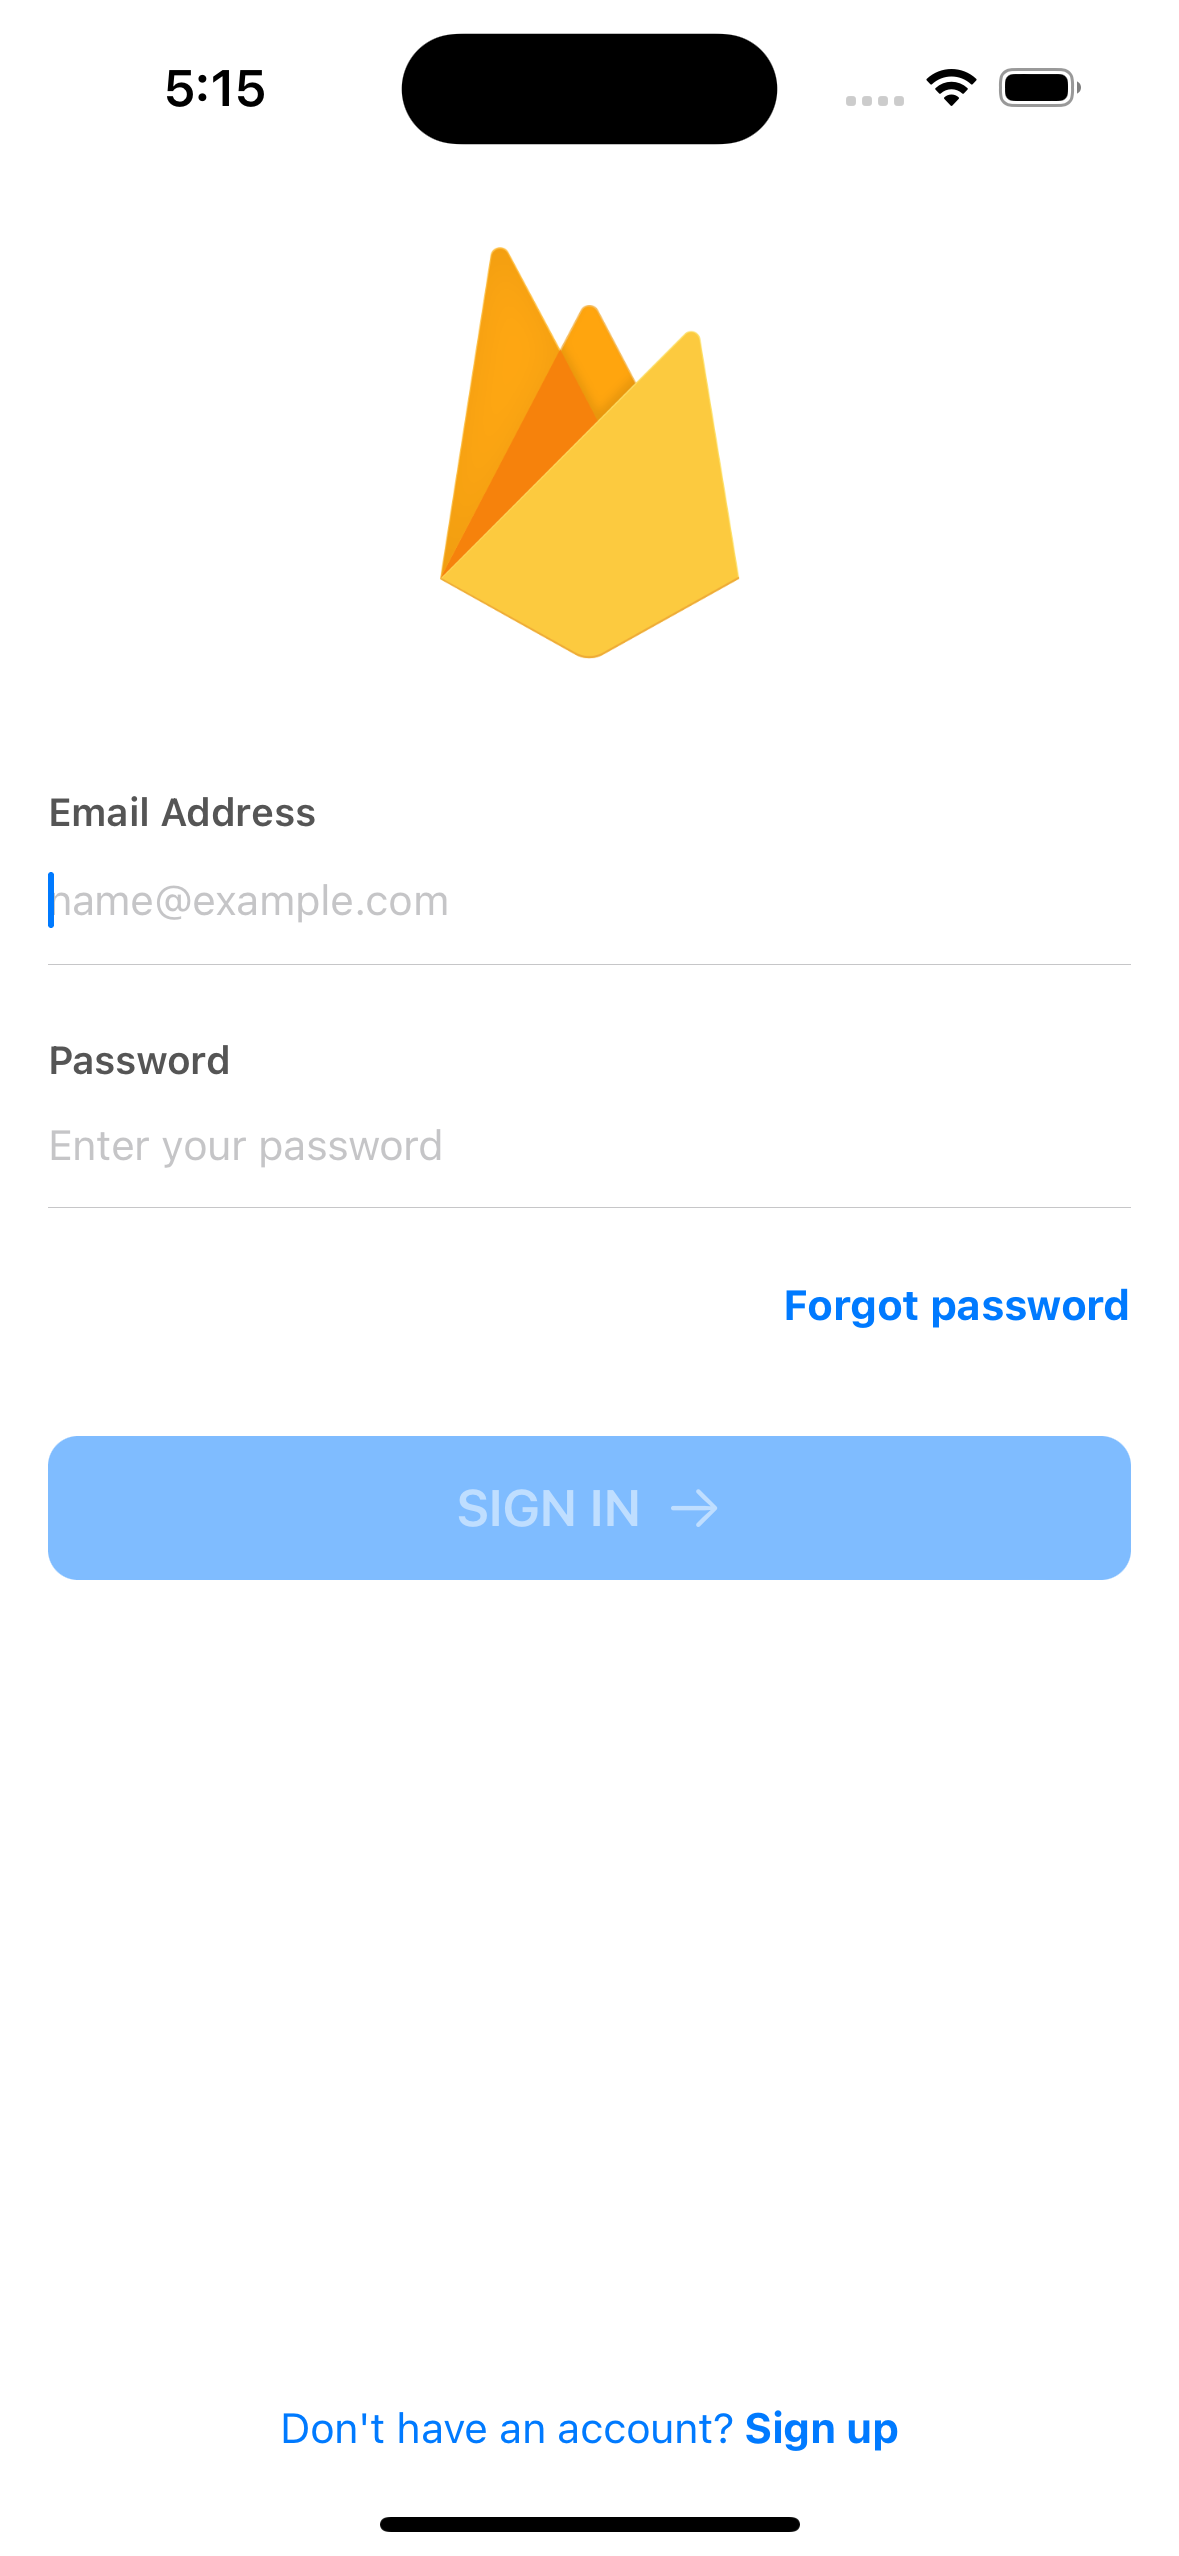 5:15
Email Address
name@example.com
Password
Enter your password
Forgot password
SIGN IN →
Don't have an account? Sign up